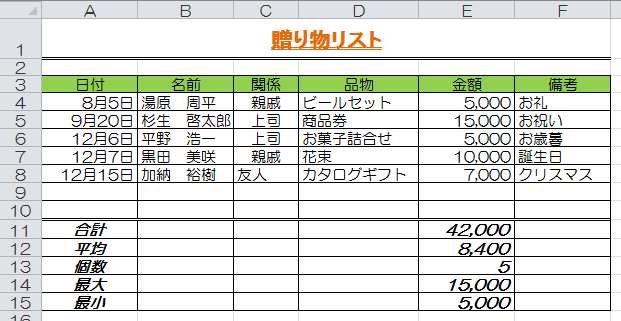 A B C D E F
1 贈り物リスト
2
3 日付 名前 関係 品物 金額 備考
4 8月5日 湯原 周平 親戚 ビールセット 5,000 お礼
5 9月20日 杉生 啓太郎 上司 商品券 15,000 お祝い
6 12月6日 平野 浩一 上司 お菓子詰合せ 5,000 お歳暮
7 12月7日 黒田 美咲 親戚 花束 10,000 誕生日
8 12月15日 加納 裕樹 友人 カタログギフト 7,000 クリスマス
9
10
11 合計 42,000
12 平均 8,400
13 個数 5
14 最大 15,000
15 最小 5,000